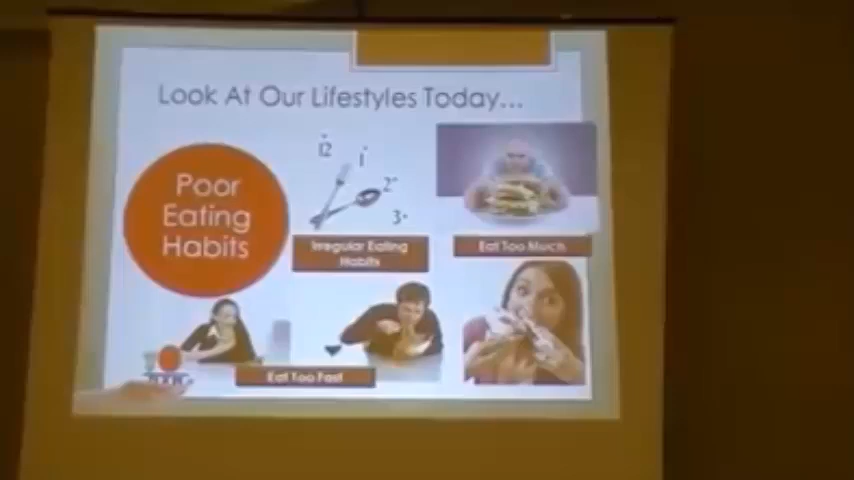 Look At Our Lifestyles Today...
Poor
Eating
Habits
12
1
2
3
Irregular Eating
Habits
Eat Too Much
Eat Too Fast